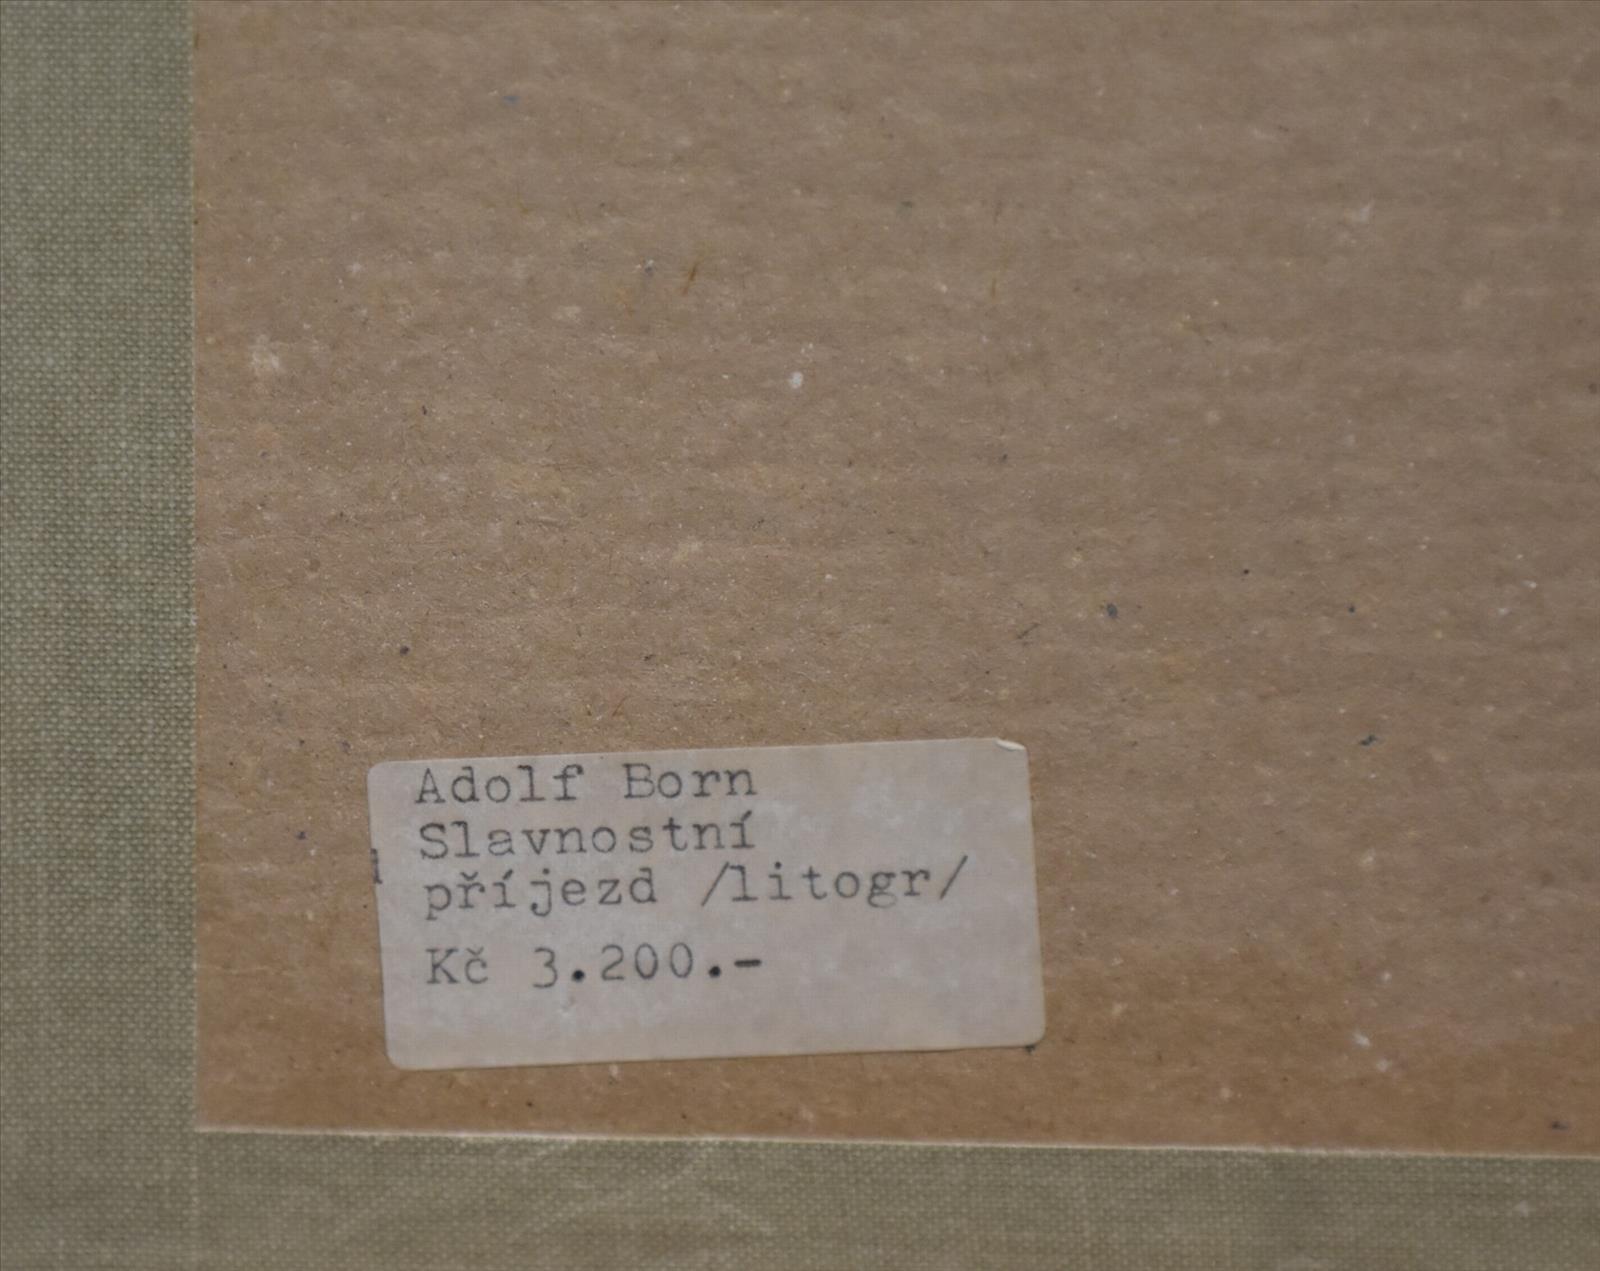 Adolf Born
Slavnostní
příjezd /litogr/
Kč 3.200.-